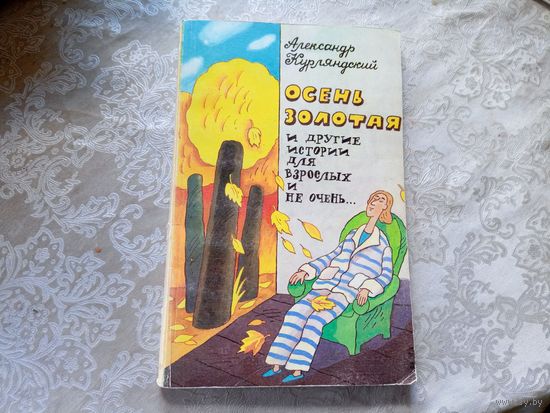 Александр
Курляндский
ОСЕНЬ
ЗОЛОТАЯ
И ДРУГИЕ
ИСТОРИИ
ДЛЯ
ВЗРОСЛЫХ
И
НЕ ОЧЕНЬ...